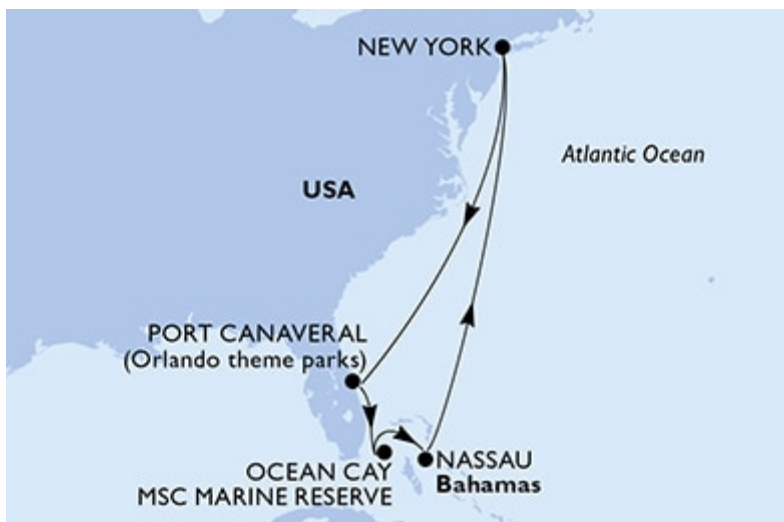 NEW YORK
Atlantic Ocean
USA
PORT CANAVERAL
(Orlando theme parks)
OCEAN CAY
MSC MARINE RESERVE
NASSAU
Bahamas